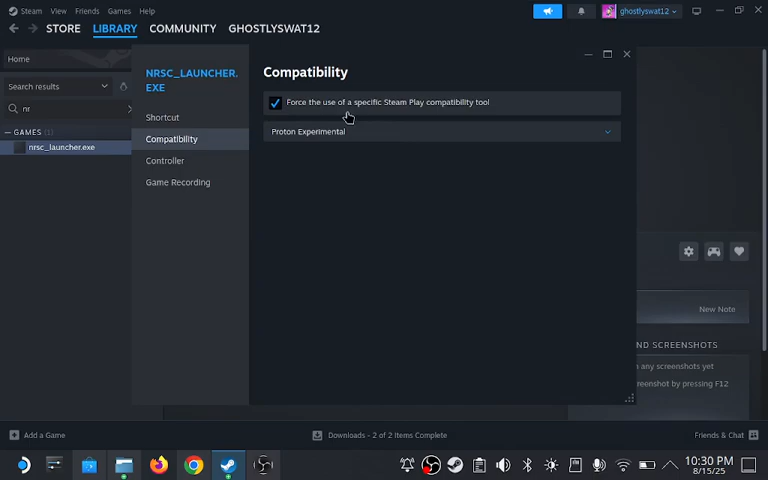 Steam View Friends Games Help
ghostlyswat12
STORE LIBRARY COMMUNITY GHOSTLYSWAT12
Home
Search results
nr
GAMES (1)
nrsc_launcher.exe
NRSC_LAUNCHER.
EXE
Shortcut
Compatibility
Controller
Game Recording
Compatibility
Force the use of a specific Steam Play compatibility tool
Proton Experimental
New Note
ND SCREENSHOTS
any screenshots yet
creenshot by pressing F12
Add a Game
Downloads - 2 of 2 Items Complete
Friends & Chat
10:30 PM
8/15/25